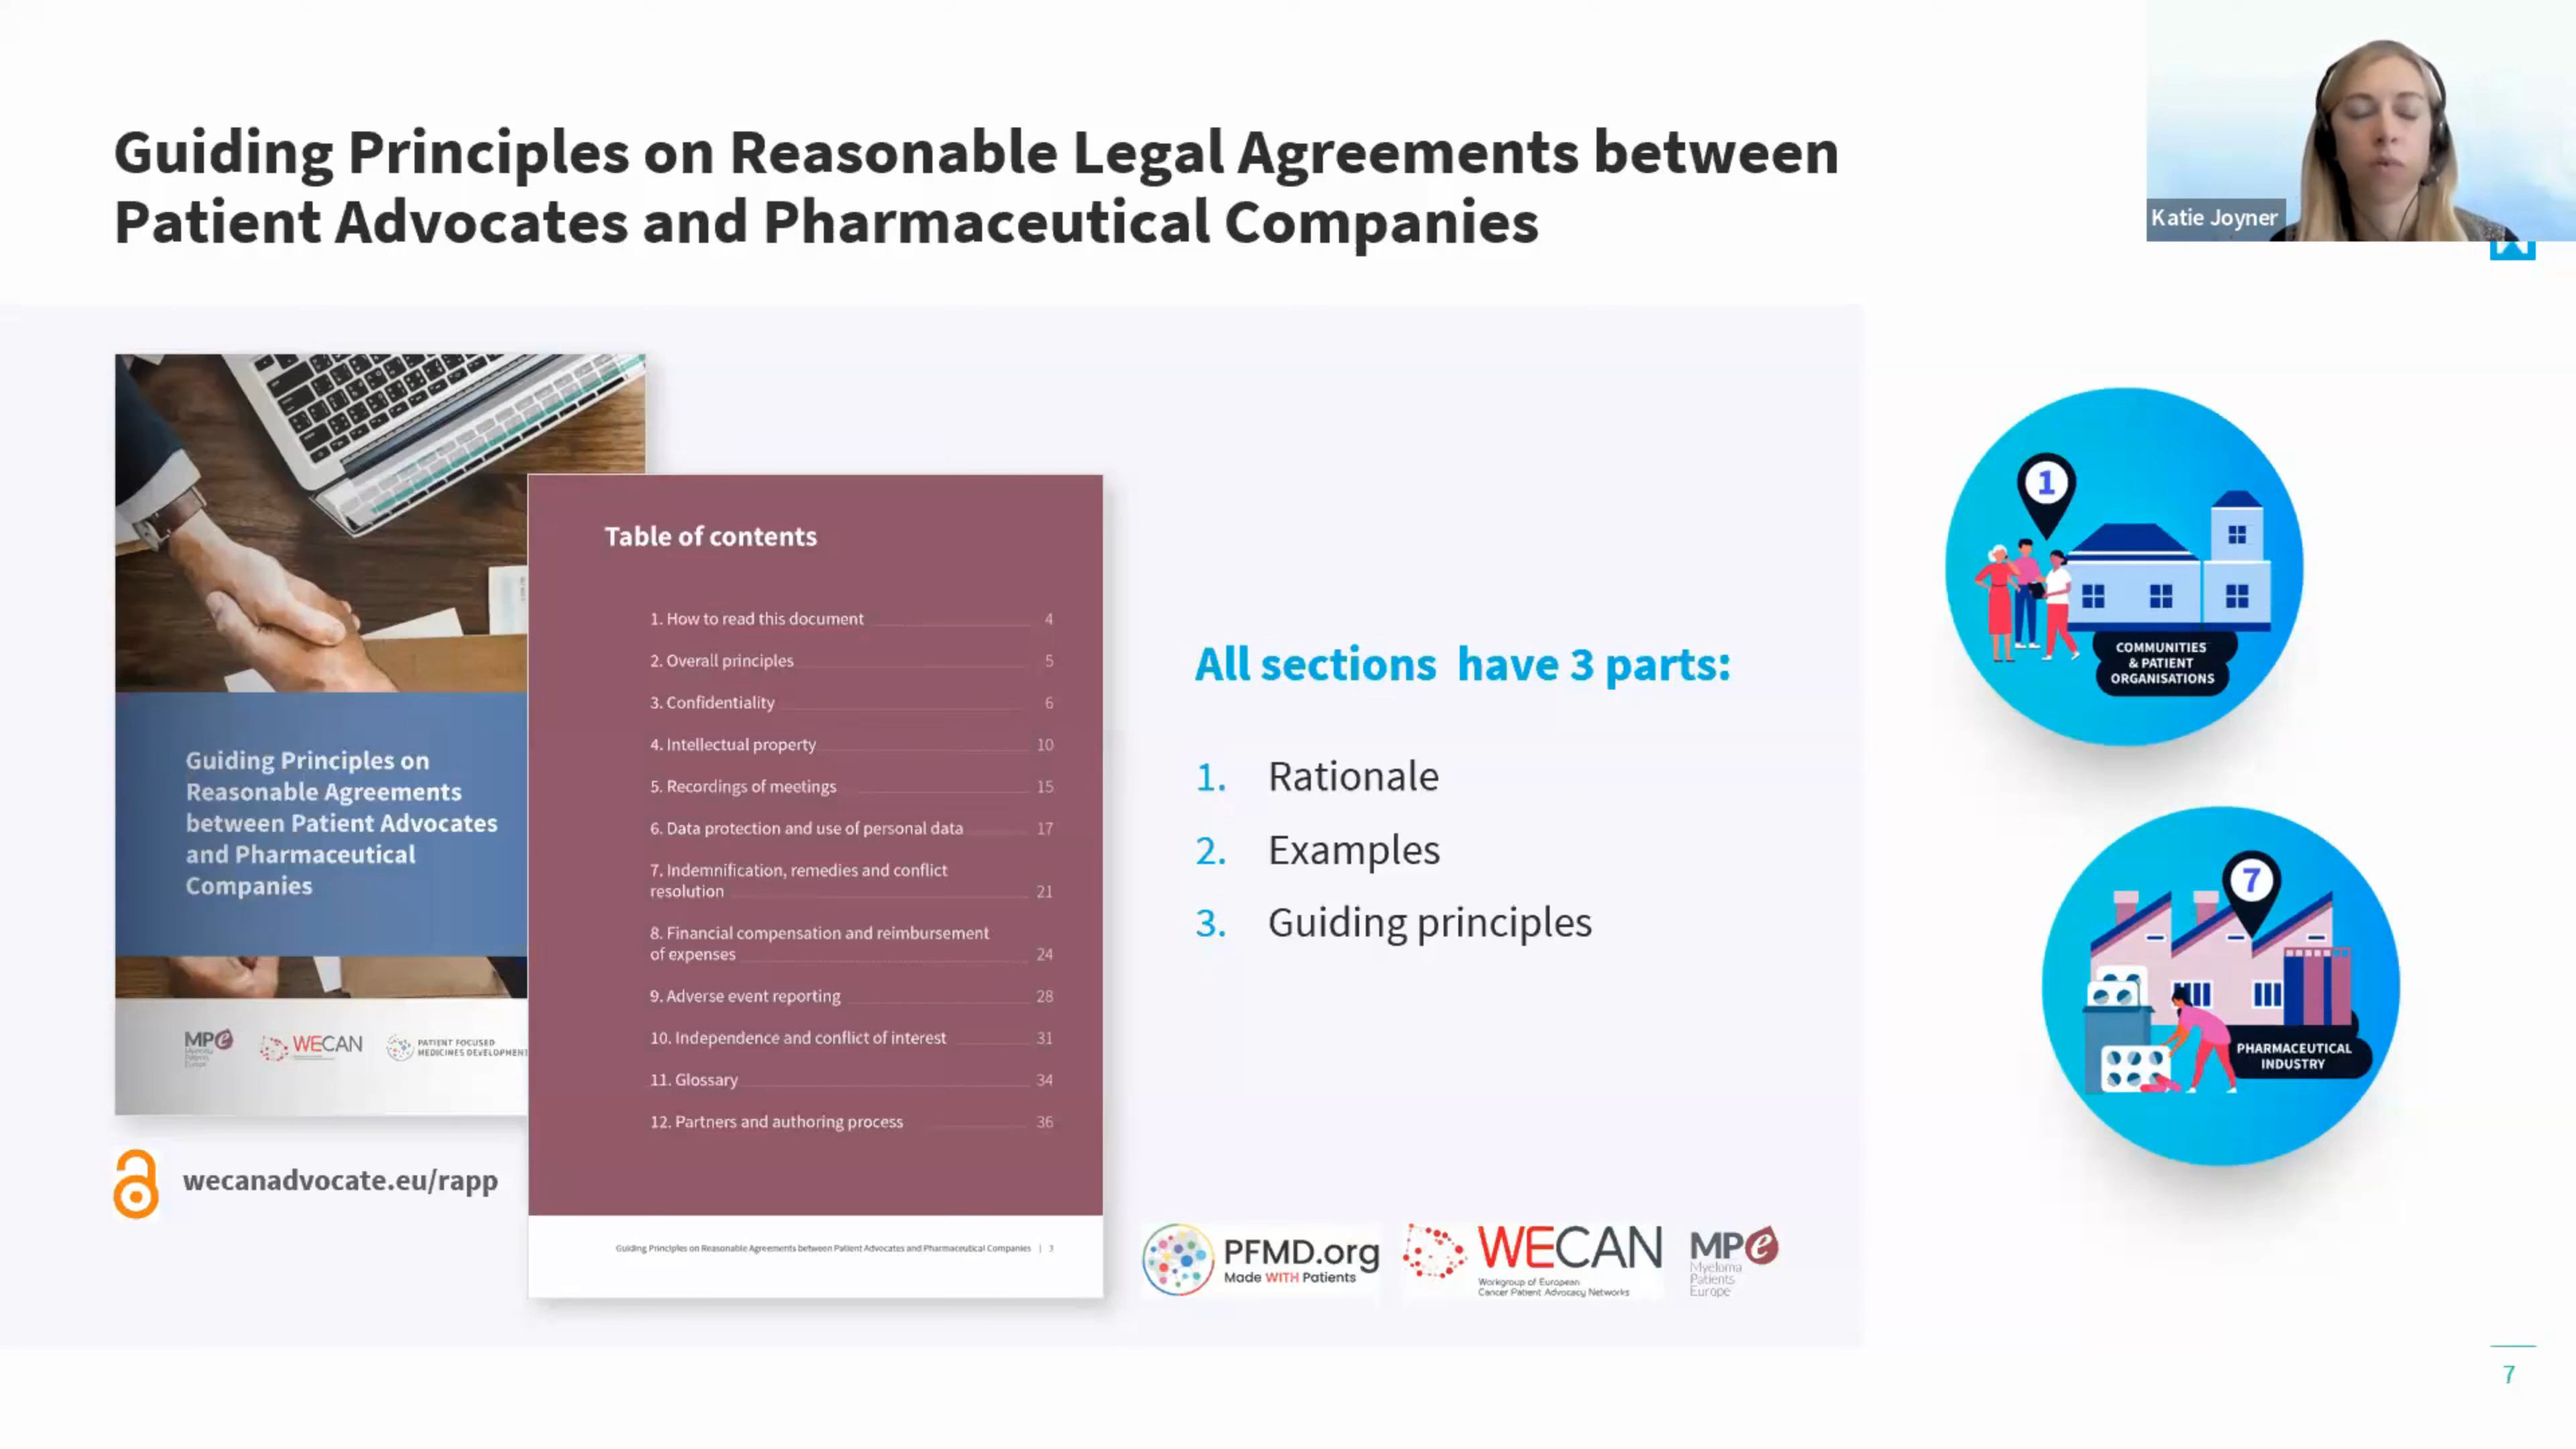 Guiding Principles on Reasonable Legal Agreements between
Patient Advocates and Pharmaceutical Companies
Katie Joyner
Guiding Principles on
Reasonable Agreements
between Patient Advocates
and Pharmaceutical
Companies
MPe
Myeloma
Patients
Europe
WECAN
PATIENT FOCUSED
MEDICINES DEVELOPMENT
wecanadvocate.eu/rapp
Table of contents
1. How to read this document 4
2. Overall principles 5
3. Confidentiality 6
4. Intellectual property 10
5. Recordings of meetings 15
6. Data protection and use of personal data 17
7. Indemnification, remedies and conflict
resolution 21
8. Financial compensation and reimbursement
of expenses 24
9. Adverse event reporting 28
10. Independence and conflict of interest 31
11. Glossary 34
12. Partners and authoring process 36
Guiding Principles on Reasonable Agreements between Patient Advocates and Pharmaceutical Companies | 3
All sections have 3 parts:
1. Rationale
2. Examples
3. Guiding principles
PFMD.org
Made WITH Patients
WECAN
Workgroup of European
Cancer Patient Advocacy Networks
MPe
Myeloma
Patients
Europe
1
COMMUNITIES
& PATIENT
ORGANISATIONS
7
PHARMACEUTICAL
INDUSTRY
7